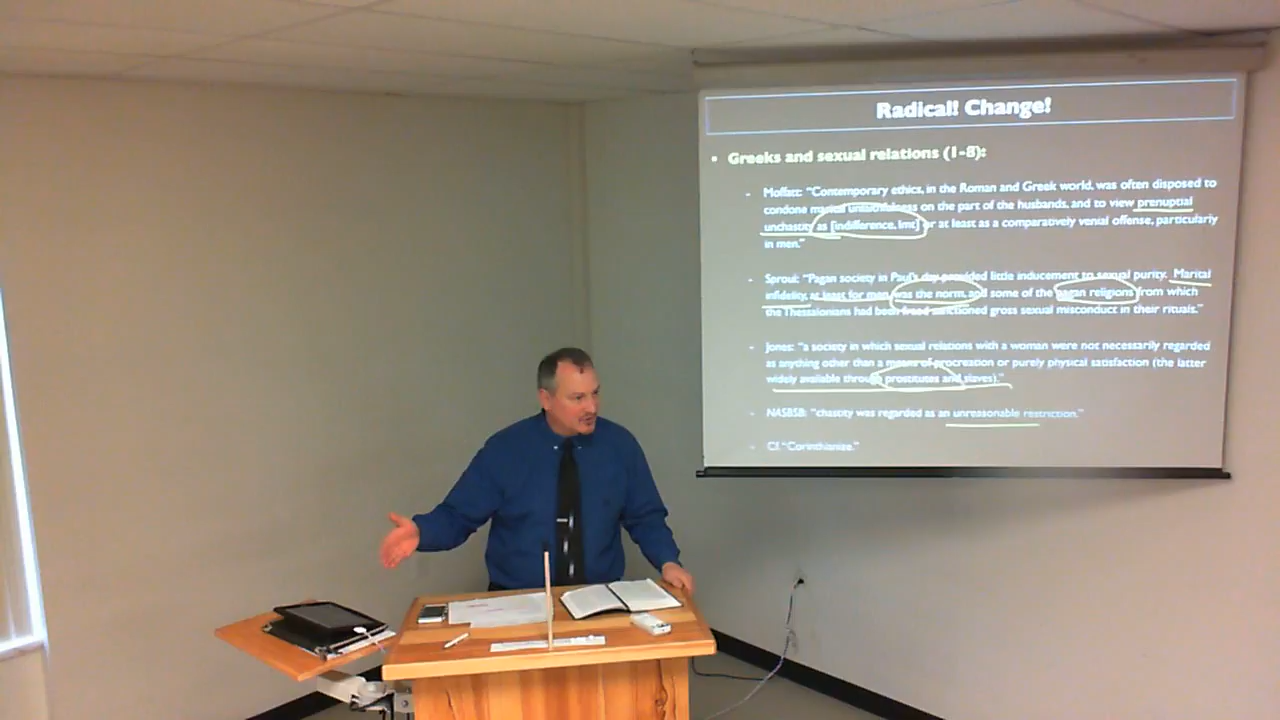 Radical! Change!
• Greeks and sexual relations (1-8):
- Moffatt: "Contemporary ethics, in the Roman and Greek world, was often disposed to
condone marital unfaithfulness on the part of the husbands, and to view prenuptial
unchastity as [indifference, lmt] or at least as a comparatively venial offense, particularly
in men."
- Sproul: "Pagan society in Paul's day provided little inducement to sexual purity. Marital
infidelity, at least for men, was the norm, and some of the pagan religions from which
the Thessalonians had been freed sanctioned gross sexual misconduct in their rituals."
- Jones: "a society in which sexual relations with a woman were not necessarily regarded
as anything other than a means of procreation or purely physical satisfaction (the latter
widely available through prostitutes and slaves)."
- NASBSB: "chastity was regarded as an unreasonable restriction."
- Cf. "Corinthianize."